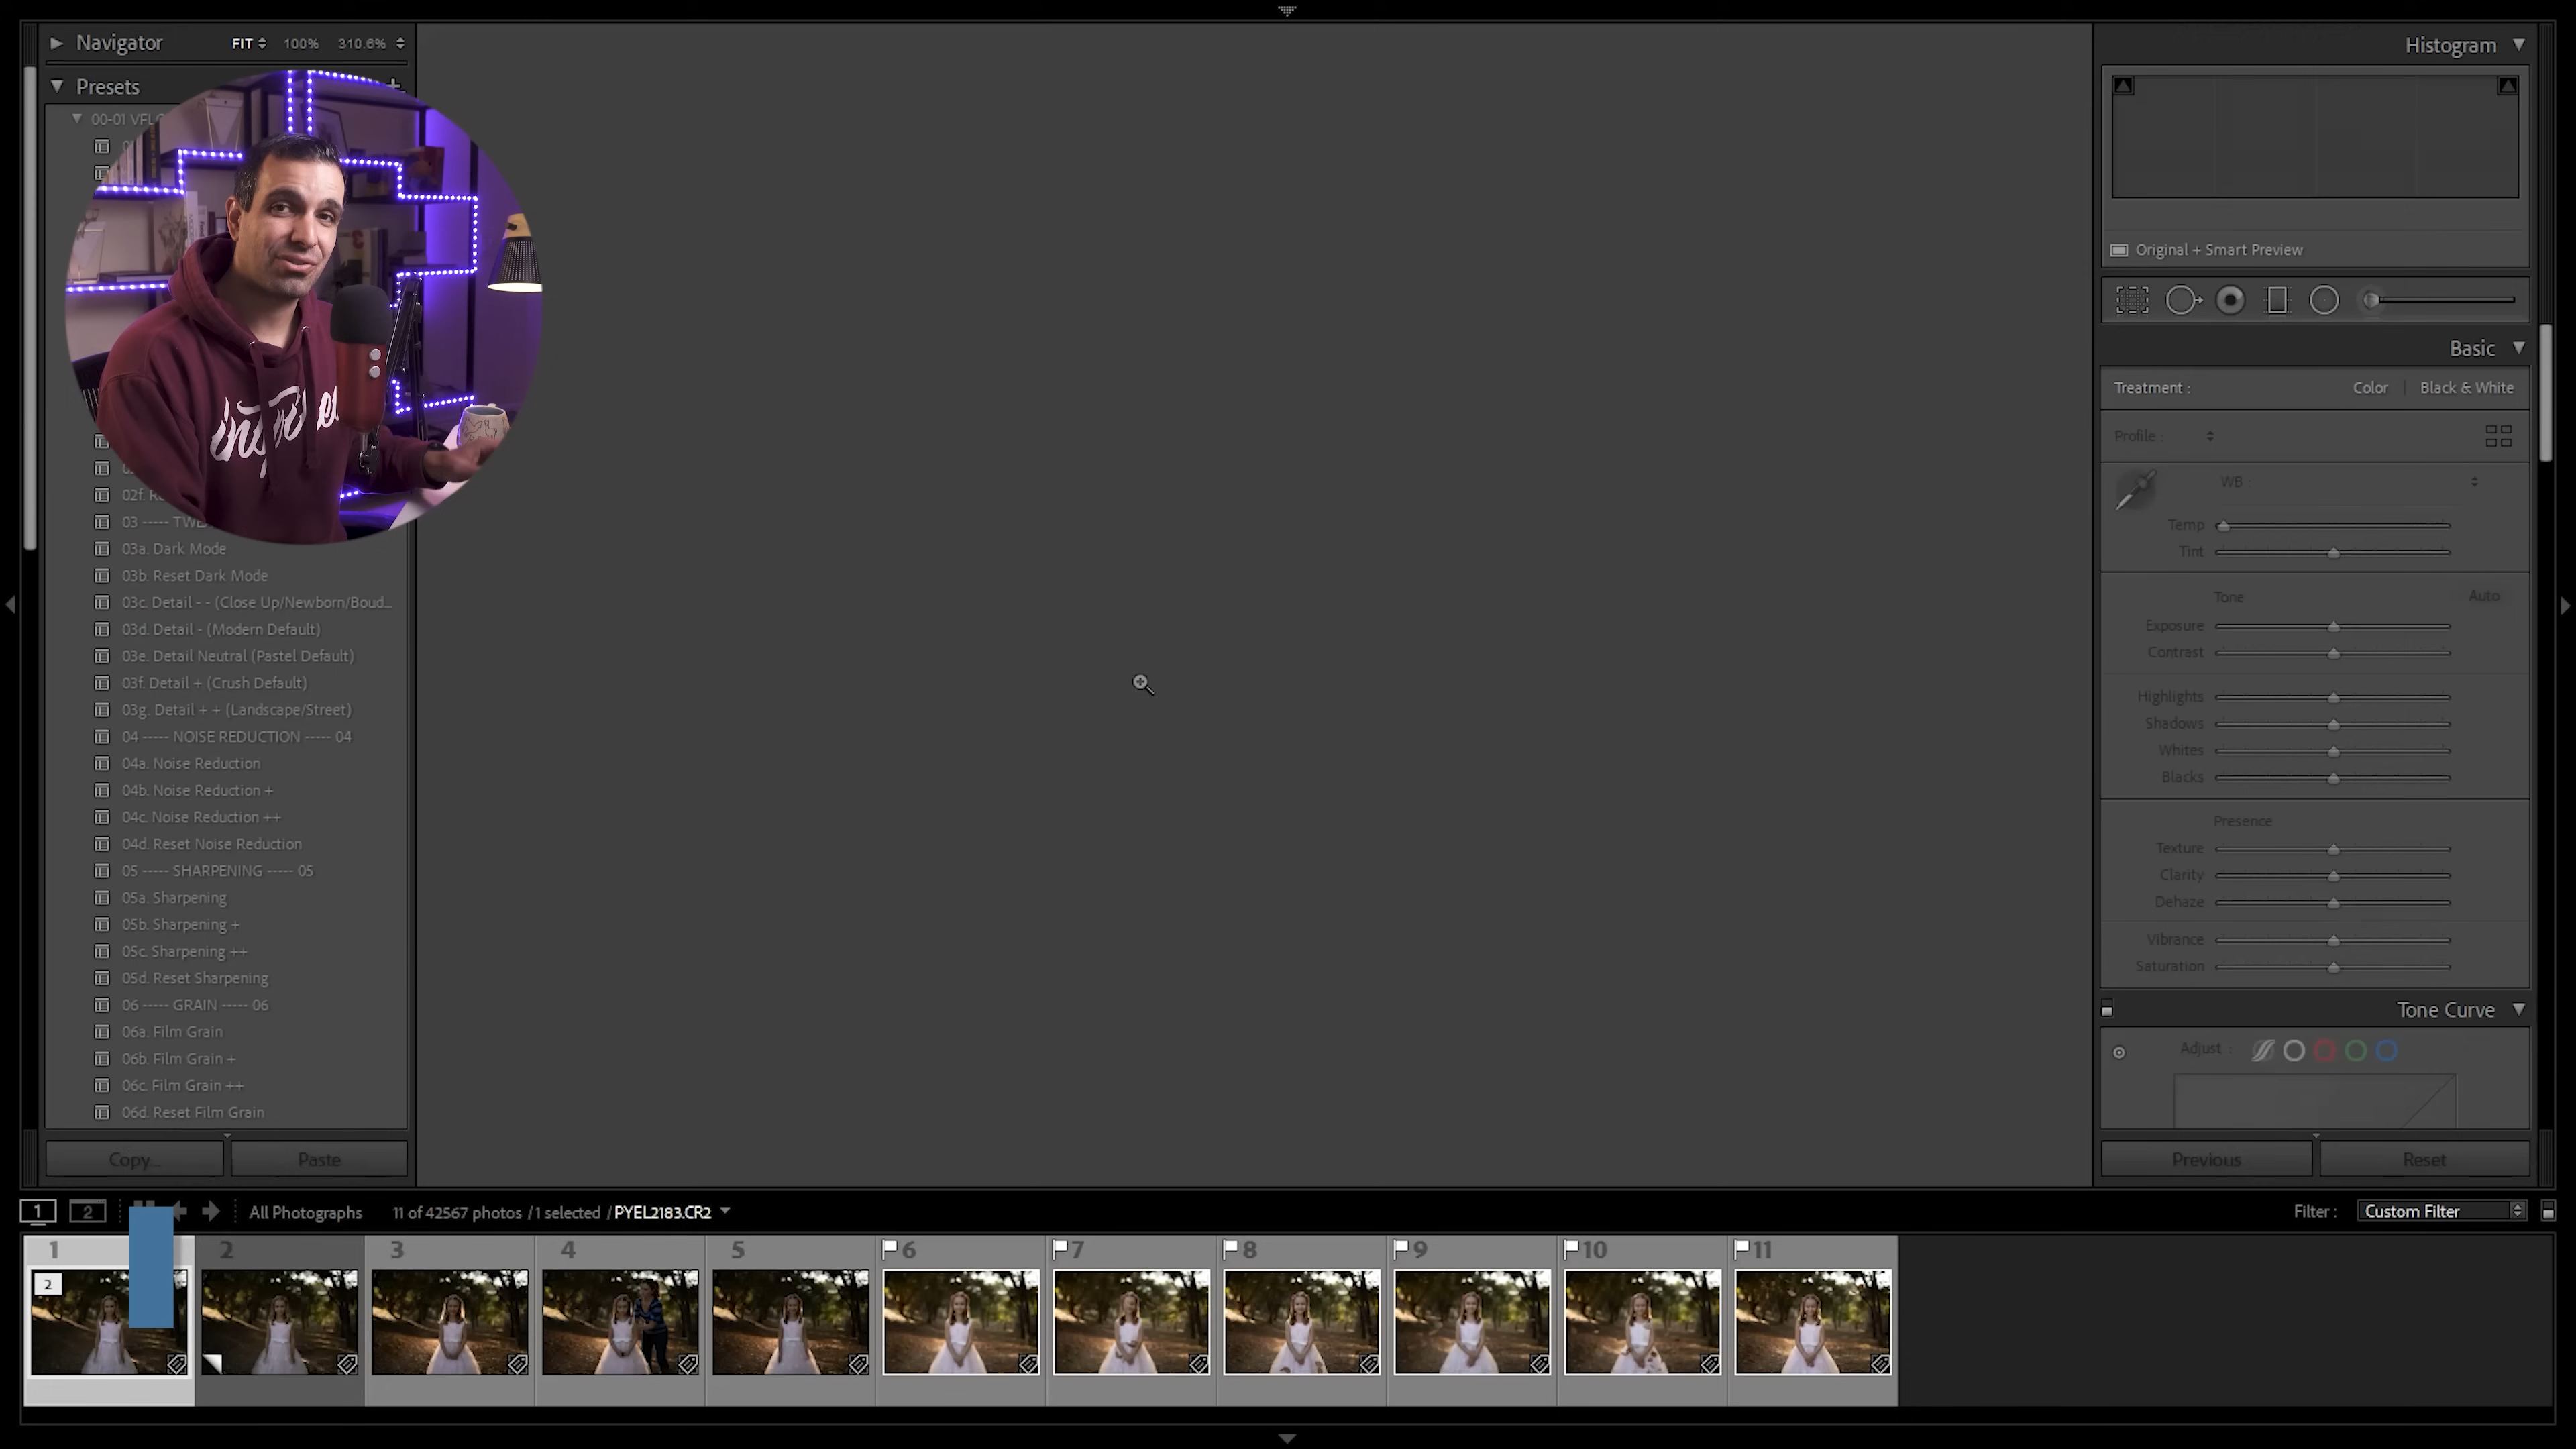 Navigator FIT 100% 310.6%
Presets
00-01 VFLO
02f. Re
03 ----- TWEA
03a. Dark Mode
03b. Reset Dark Mode
03c. Detail - - (Close Up/Newborn/Boud...
03d. Detail - (Modern Default)
03e. Detail Neutral (Pastel Default)
03f. Detail + (Crush Default)
03g. Detail + + (Landscape/Street)
04 ----- NOISE REDUCTION ----- 04
04a. Noise Reduction
04b. Noise Reduction +
04c. Noise Reduction ++
04d. Reset Noise Reduction
05 ----- SHARPENING ----- 05
05a. Sharpening
05b. Sharpening +
05c. Sharpening ++
05d. Reset Sharpening
06 ----- GRAIN ----- 06
06a. Film Grain
06b. Film Grain +
06c. Film Grain ++
06d. Reset Film Grain
Copy... Paste
Histogram
Original + Smart Preview
Basic
Treatment : Color Black & White
Profile :
WB :
Temp
Tint
Tone Auto
Exposure
Contrast
Highlights
Shadows
Whites
Blacks
Presence
Texture
Clarity
Dehaze
Vibrance
Saturation
Tone Curve
Adjust :
Previous Reset
1 2 All Photographs 11 of 42567 photos / 1 selected / PYEL2183.CR2 Filter : Custom Filter
1 2 3 4 5 6 7 8 9 10 11
2